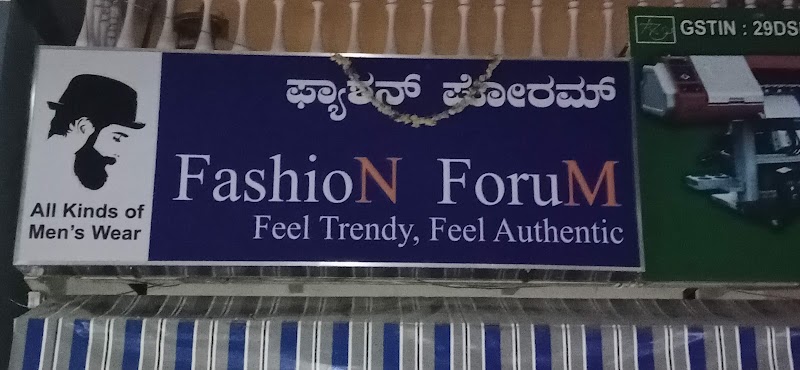 ಫ್ಯಾಶನ್ ಫೋರಮ್
FashioN ForuM
Feel Trendy, Feel Authentic
All Kinds of
Men's Wear
GSTIN : 29DS